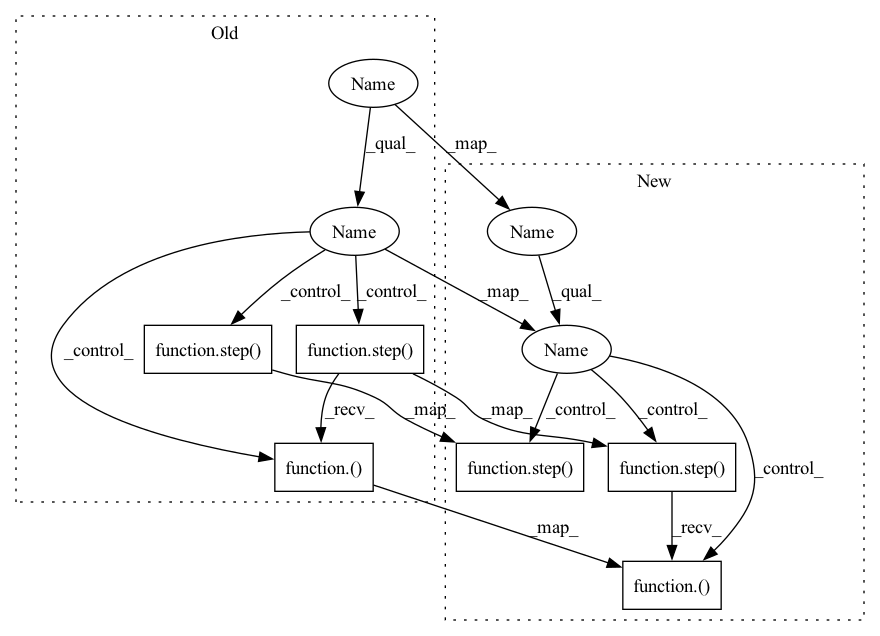 Old
Name
_qual_
_map_
New
Name
Name
_control_
_control_
_map_
_qual_
_control_
function.step()
function.step()
Name
_recv_
_map_
_map_
_control_
_control_
function.()
function.step()
function.step()
_control_
_map_
_recv_
function.()